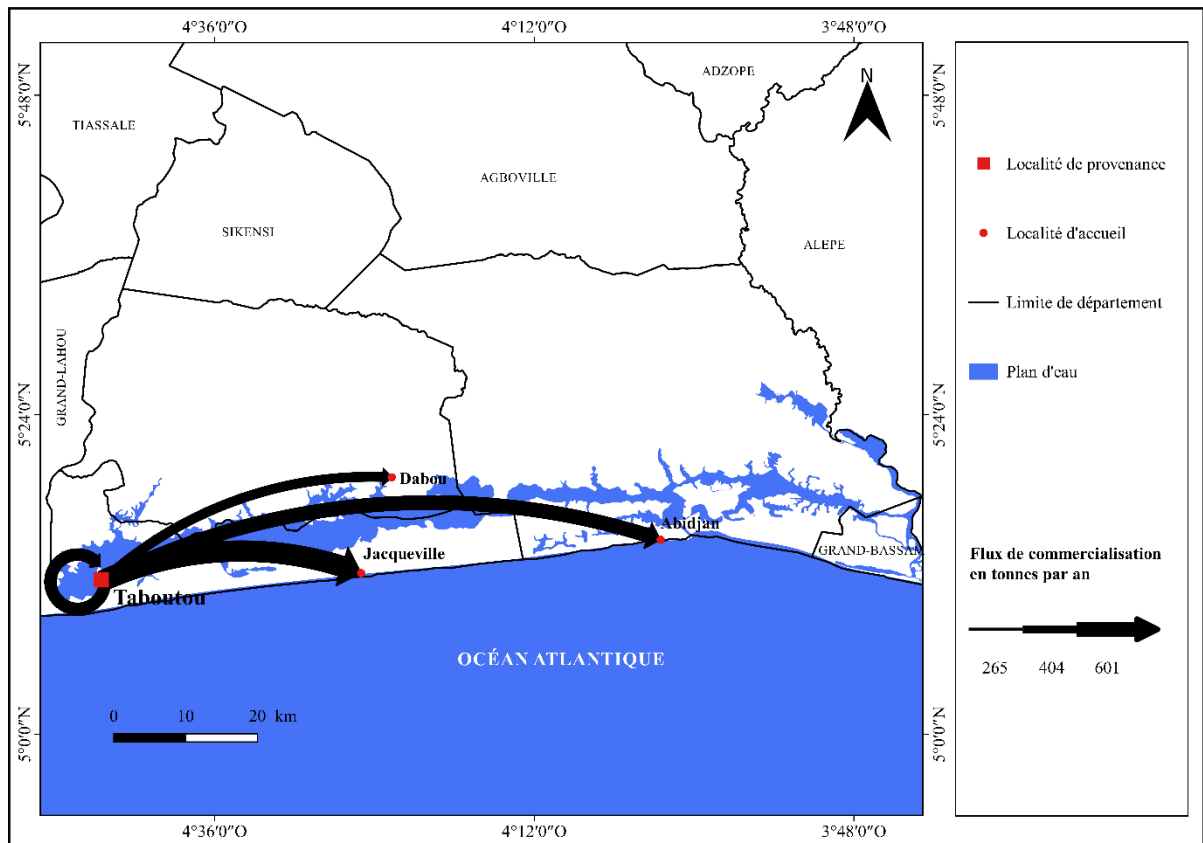 4°36'0"O
4°12'0"O
3°48'0"O
5°48'0"N
5°48'0"N
ADZOPE
N
TIASSALE
AGBOVILLE
SIKENSI
ALEPE
GRAND-LAHOU
5°24'0"N
5°24'0"N
Dabou
Abidjan
Jacqueville
GRAND-BASSAM
Taboutou
OCÉAN ATLANTIQUE
0 10 20 km
5°0'0"N
5°0'0"N
4°36'0"O
4°12'0"O
3°48'0"O
Localité de provenance
Localité d'accueil
Limite de département
Plan d'eau
Flux de commercialisation
en tonnes par an
265 404 601